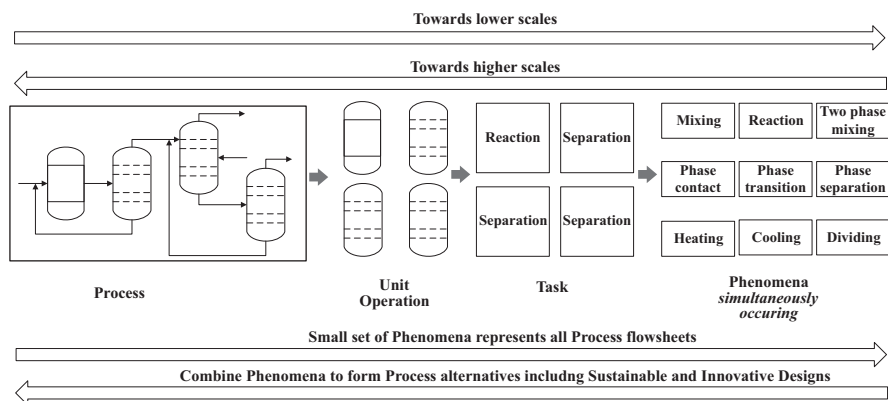 Towards lower scales
Towards higher scales
Reaction
Separation
Separation
Separation
Mixing
Reaction
Two phase
mixing
Phase
contact
Phase
transition
Phase
separation
Heating
Cooling
Dividing
Process
Unit
Operation
Task
Phenomena
simultaneously
occuring
Small set of Phenomena represents all Process flowsheets
Combine Phenomena to form Process alternatives includng Sustainable and Innovative Designs